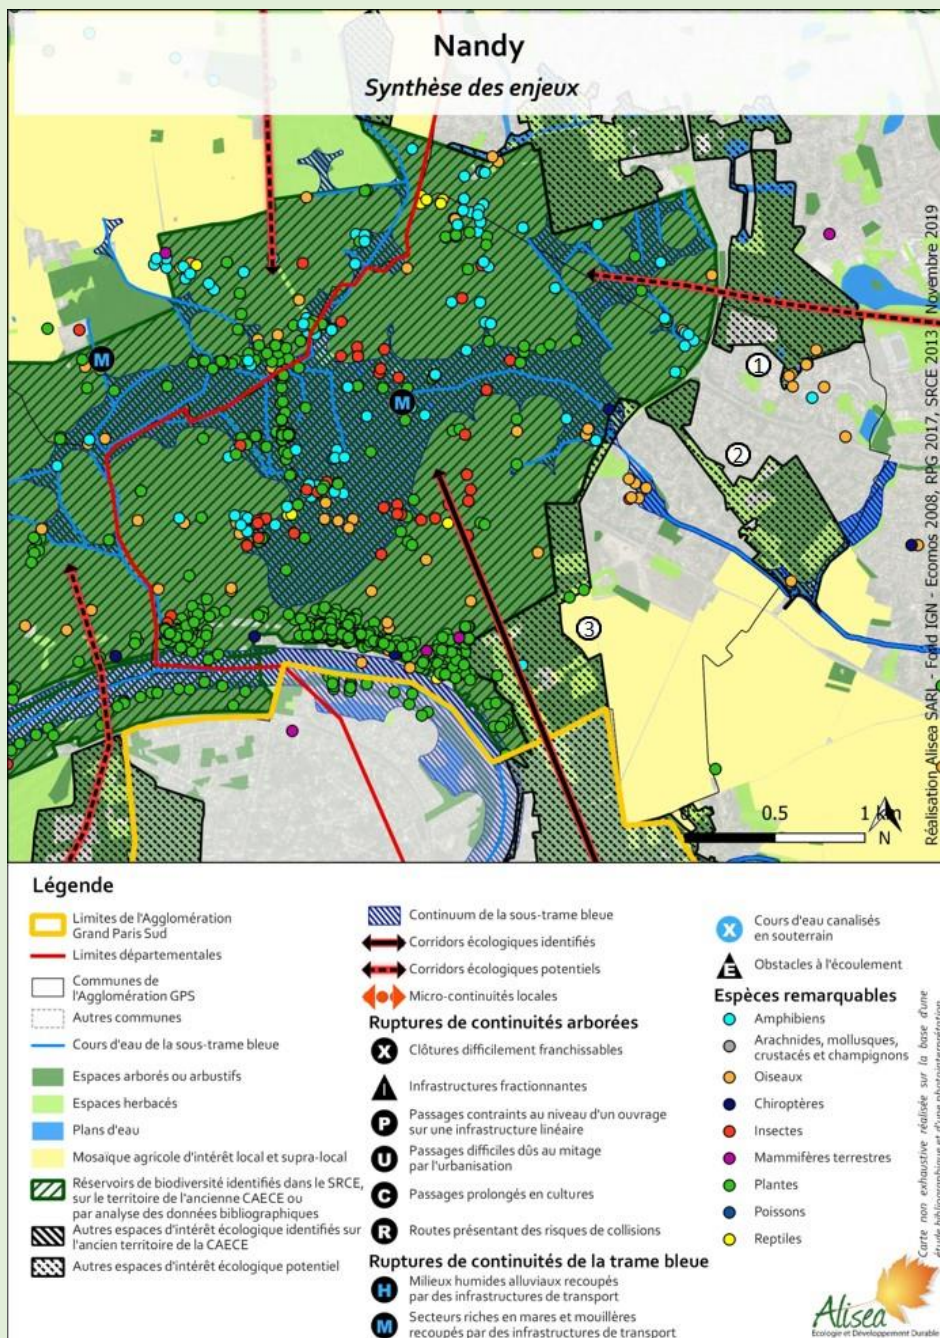 Nandy
Synthèse des enjeux
M
M
1
2
3
0.5
1 km
N
Réalisation Alisea SARL - Fond IGN - Ecomos 2008, RPG 2017, SRCE 2013 / Novembre 2019
Légende
Limites de l'Agglomération
Grand Paris Sud
Limites départementales
Communes de
l'Agglomération GPS
Autres communes
Cours d'eau de la sous-trame bleue
Espaces arborés ou arbustifs
Espaces herbacés
Plans d'eau
Mosaïque agricole d'intérêt local et supra-local
Réservoirs de biodiversité identifiés dans le SRCE,
sur le territoire de l'ancienne CAECE ou
par analyse des données bibliographiques
Autres espaces d'intérêt écologique identifiés sur
l'ancien territoire de la CAECE
Autres espaces d'intérêt écologique potentiel
Continuum de la sous-trame bleue
Corridors écologiques identifiés
Corridors écologiques potentiels
Micro-continuités locales
Ruptures de continuités arborées
X Clôtures difficilement franchissables
I Infrastructures fractionnantes
P Passages contraints au niveau d'un ouvrage
sur une infrastructure linéaire
U Passages difficiles dûs au mitage
par l'urbanisation
C Passages prolongés en cultures
R Routes présentant des risques de collisions
Ruptures de continuités de la trame bleue
H Milieux humides alluviaux recoupés
par des infrastructures de transport
M Secteurs riches en mares et mouillères
recoupés par des infrastructures de transport
X Cours d'eau canalisés
en souterrain
E Obstacles à l'écoulement
Espèces remarquables
Amphibiens
Arachnides, mollusques,
crustacés et champignons
Oiseaux
Chiroptères
Insectes
Mammifères terrestres
Plantes
Poissons
Reptiles
Carte non exhaustive réalisée sur la base d'une
étude bibliographique et d'une photointerprétation
Alisea
Ecologie et Développement Durable